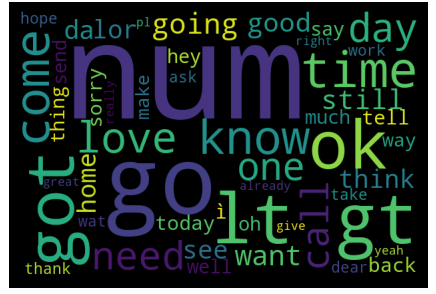 hope
pl
going
good
say
day
dalor
hey
right
work
come
send
num
ask
time
thing
sorry
really
make
still
much
tell
got
love
know
ok
way
home
go
one
think
great
already
lt
gt
call
take
wat
today
ì
oh
give
yeah
thank
need
see
well
want
dear
back